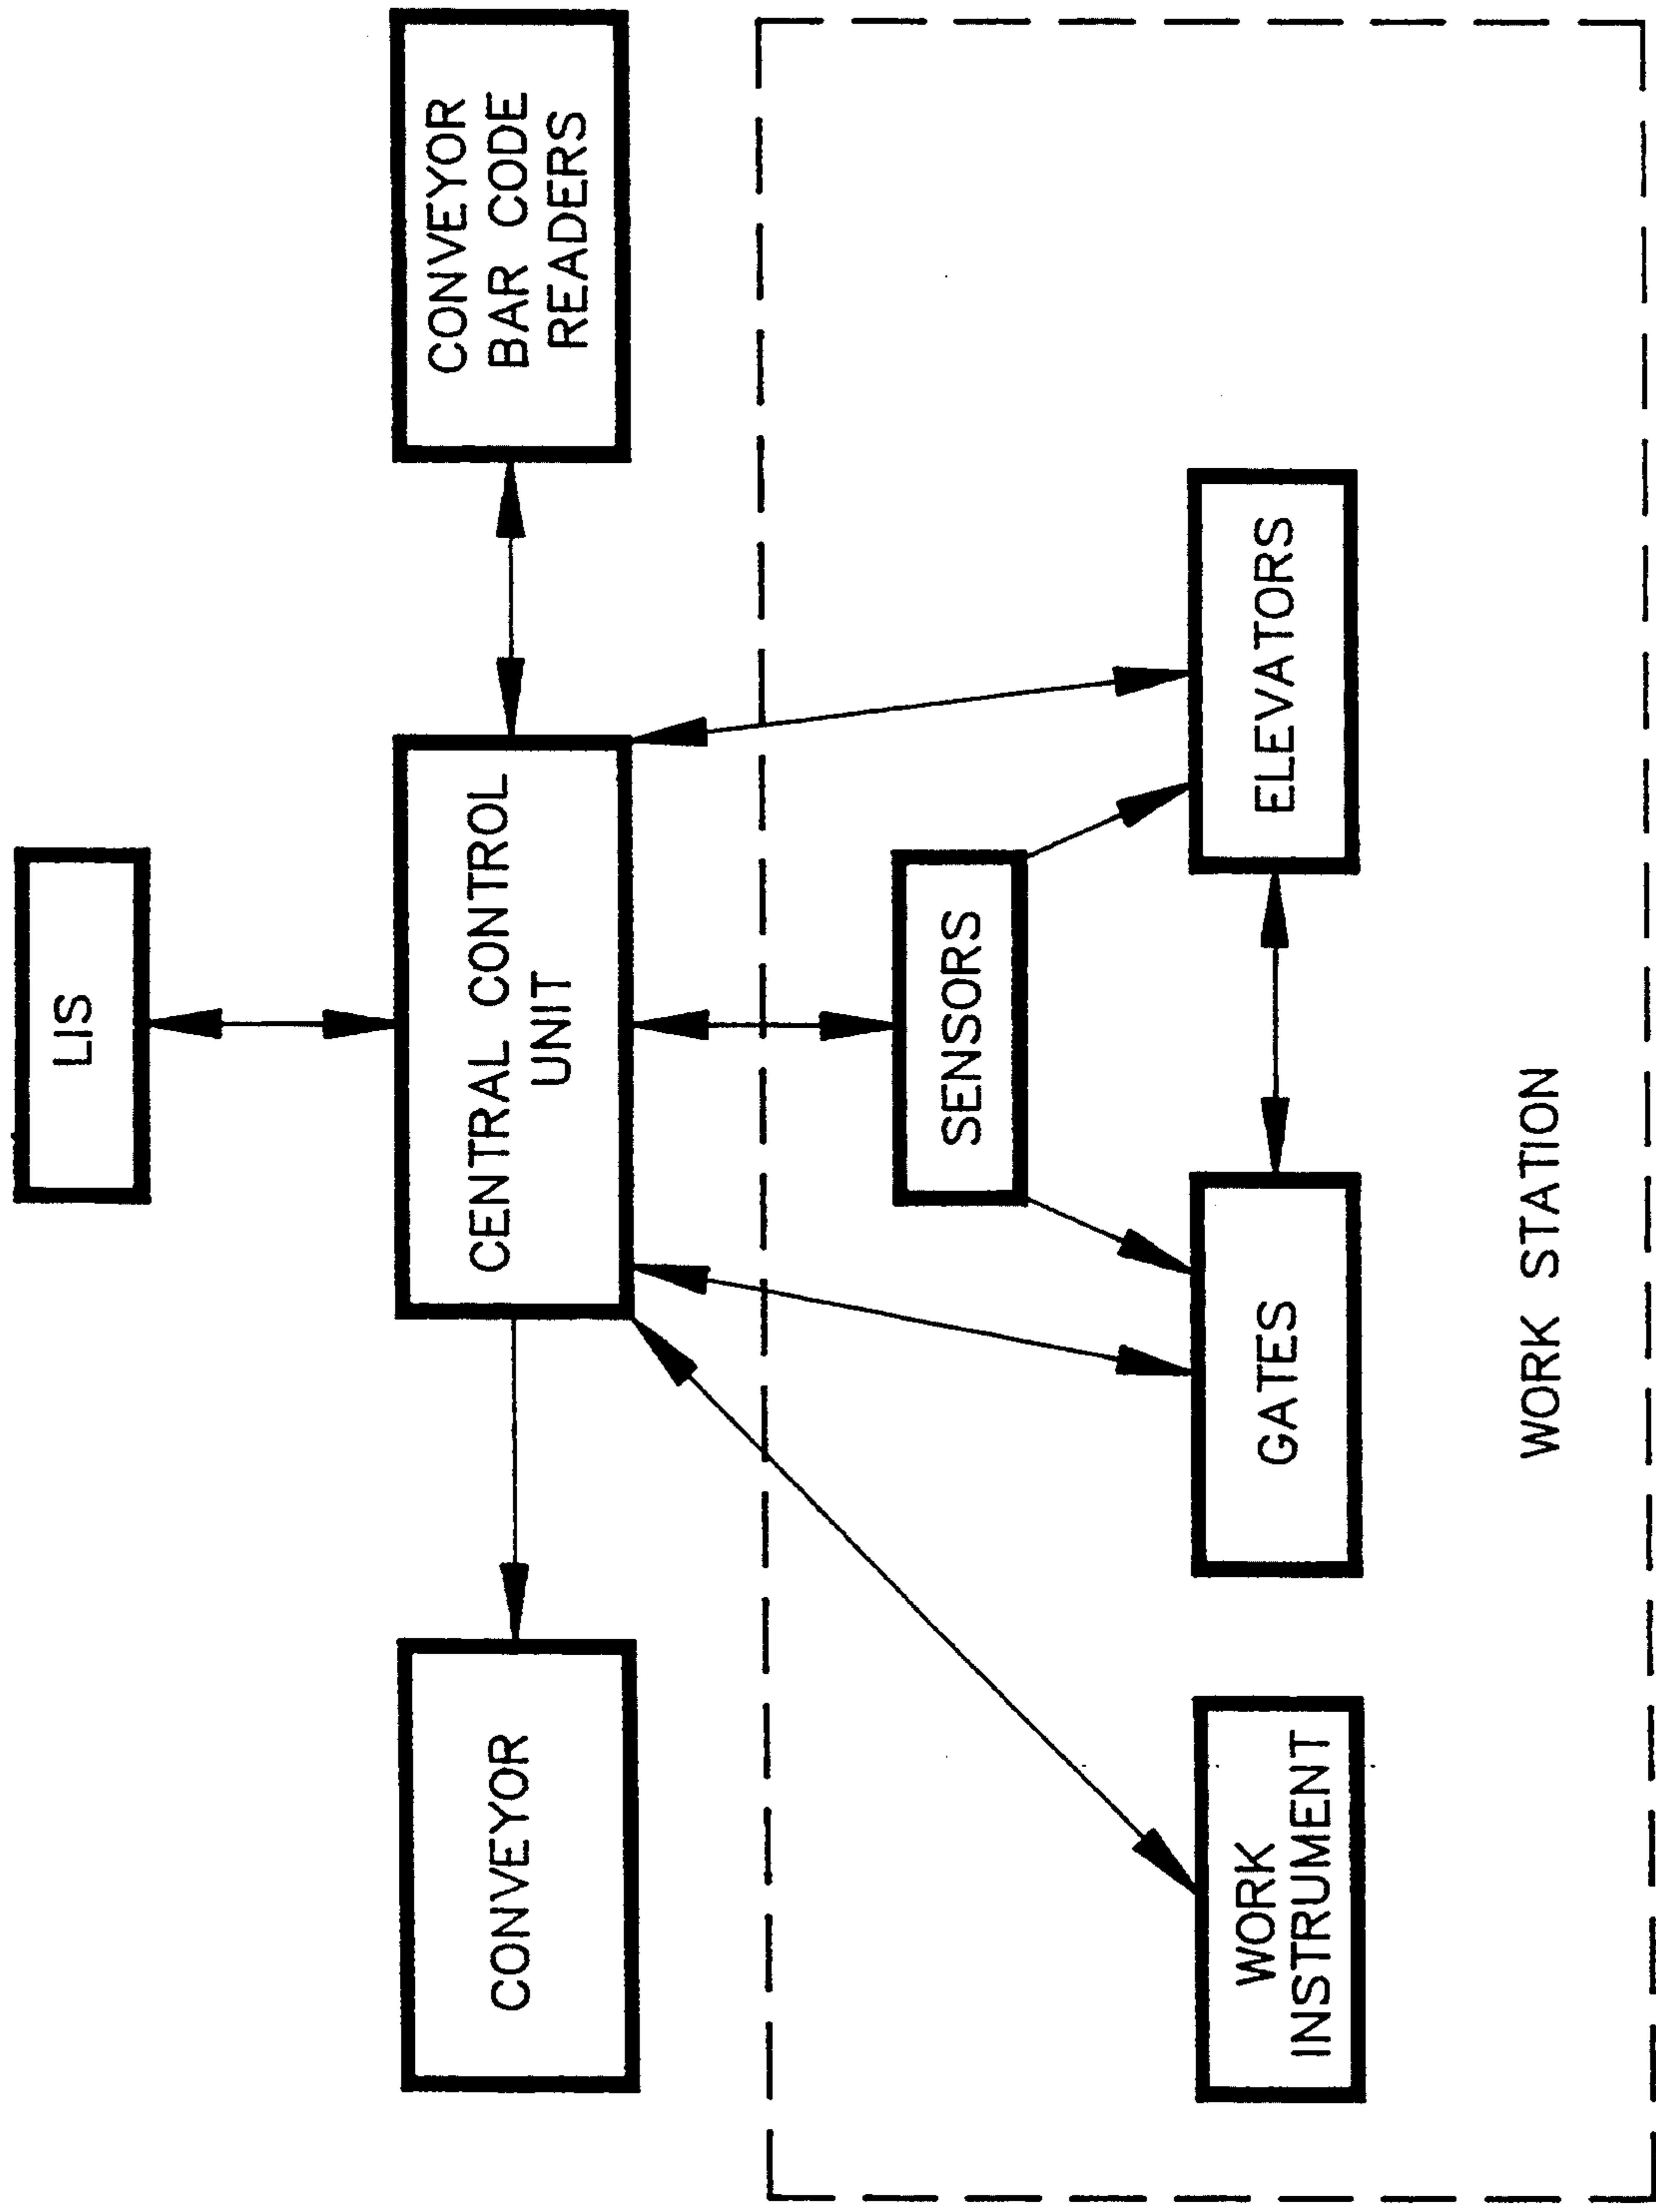 LIS
CONVEYOR
CENTRAL CONTROL
UNIT
CONVEYOR
BAR CODE
READERS
SENSORS
WORK
INSTRUMENT
GATES
ELEVATORS
WORK STATION